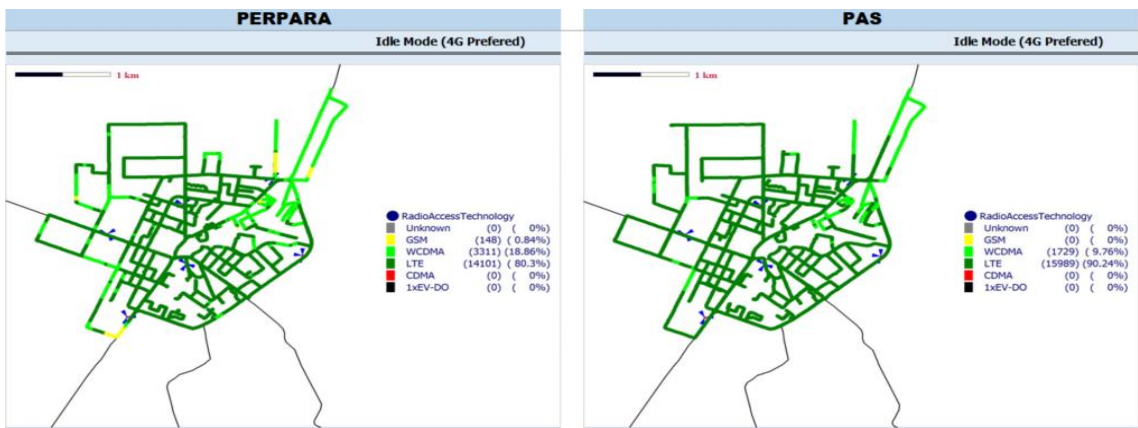 PERPARA
Idle Mode (4G Prefered)
1 km
RadioAccessTechnology
Unknown (0) ( 0%)
GSM (148) ( 0.84%)
WCDMA (3311) (18.86%)
LTE (14101) ( 80.3%)
CDMA (0) ( 0%)
1xEV-DO (0) ( 0%)
PAS
Idle Mode (4G Prefered)
1 km
RadioAccessTechnology
Unknown (0) ( 0%)
GSM (0) ( 0%)
WCDMA (1729) ( 9.76%)
LTE (15989) (90.24%)
CDMA (0) ( 0%)
1xEV-DO (0) ( 0%)